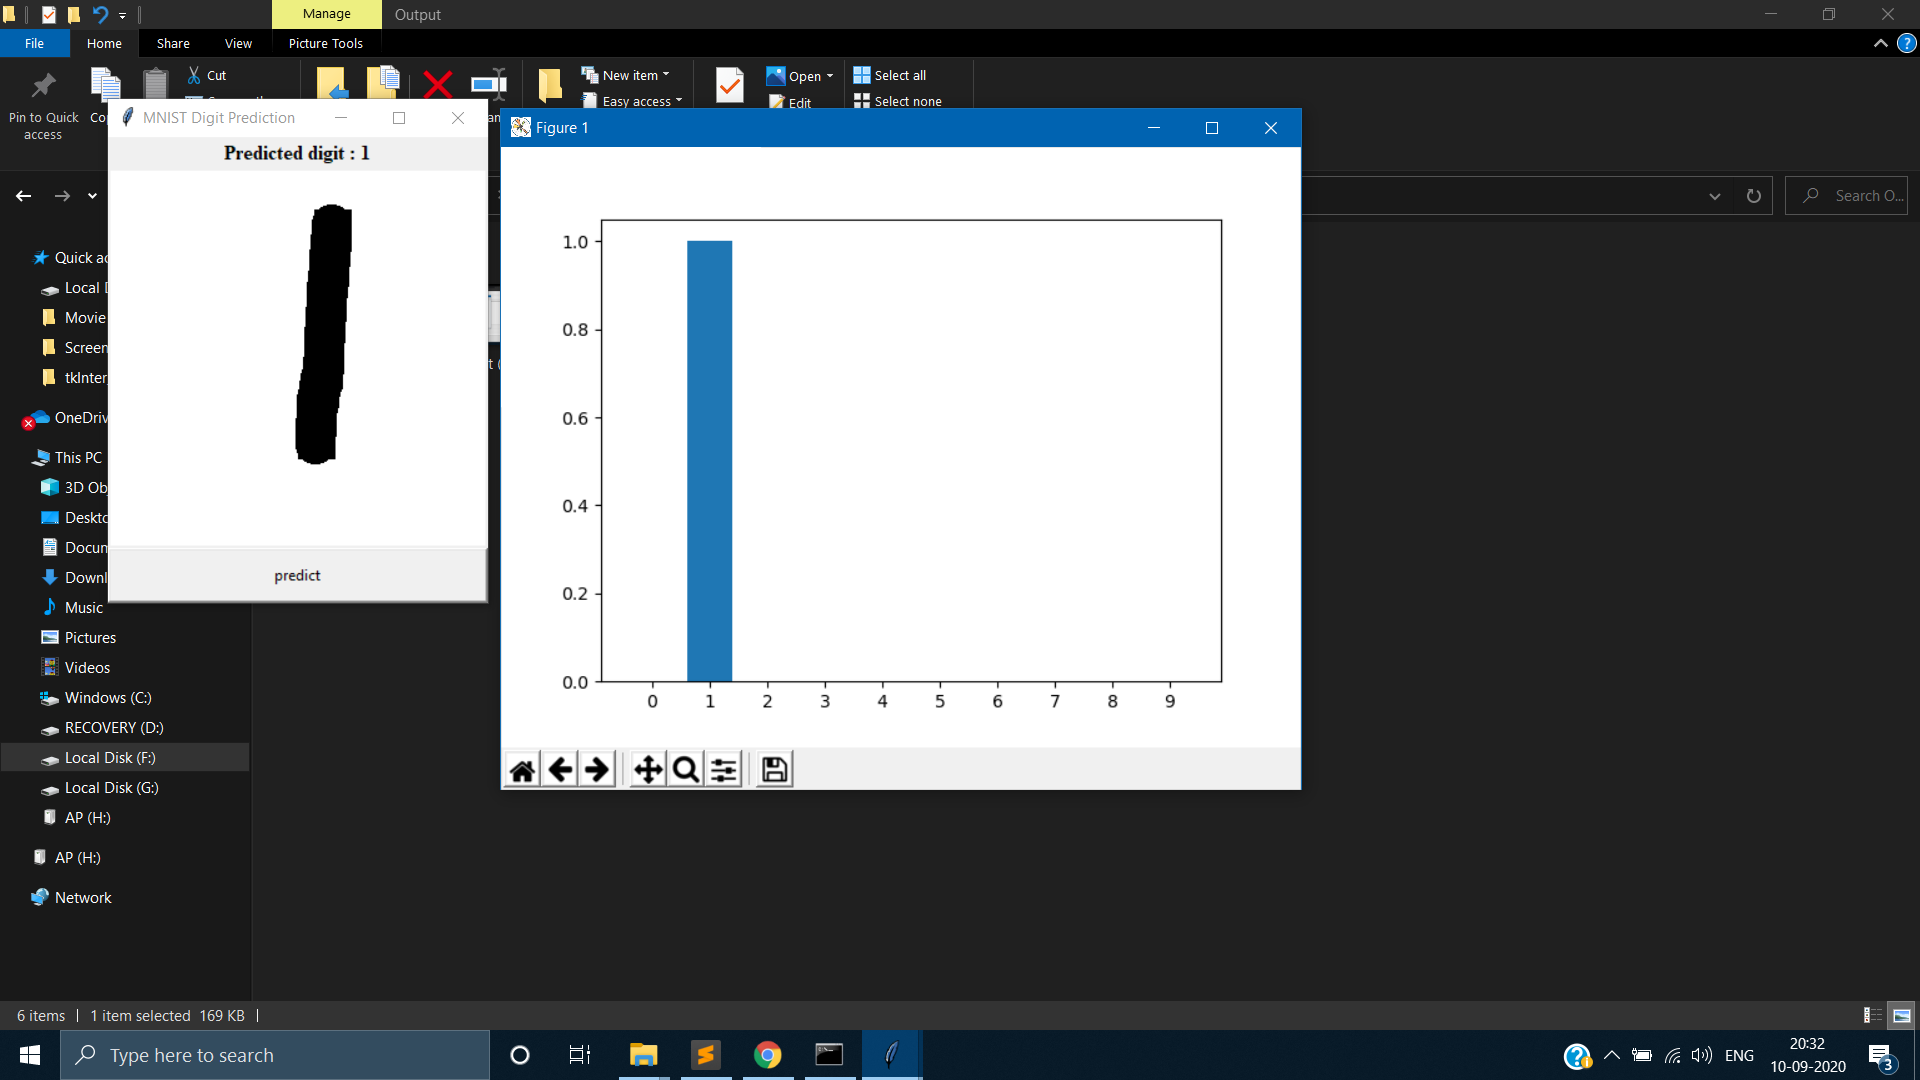 Manage
Output
File
Home
Share
View
Picture Tools
Pin to Quick access
Cut
New item
Easy access
Open
Edit
Select all
Select none
MNIST Digit Prediction
Predicted digit : 1
predict
Figure 1
1.0
0.8
0.6
0.4
0.2
0.0
0 1 2 3 4 5 6 7 8 9
Search O...
Quick ac
Local D
Movie
Screen
tkInter
OneDriv
This PC
3D Obj
Deskto
Docum
Downl
Music
Pictures
Videos
Windows (C:)
RECOVERY (D:)
Local Disk (F:)
Local Disk (G:)
AP (H:)
AP (H:)
Network
6 items
1 item selected 169 KB
Type here to search
ENG
20:32
10-09-2020
3